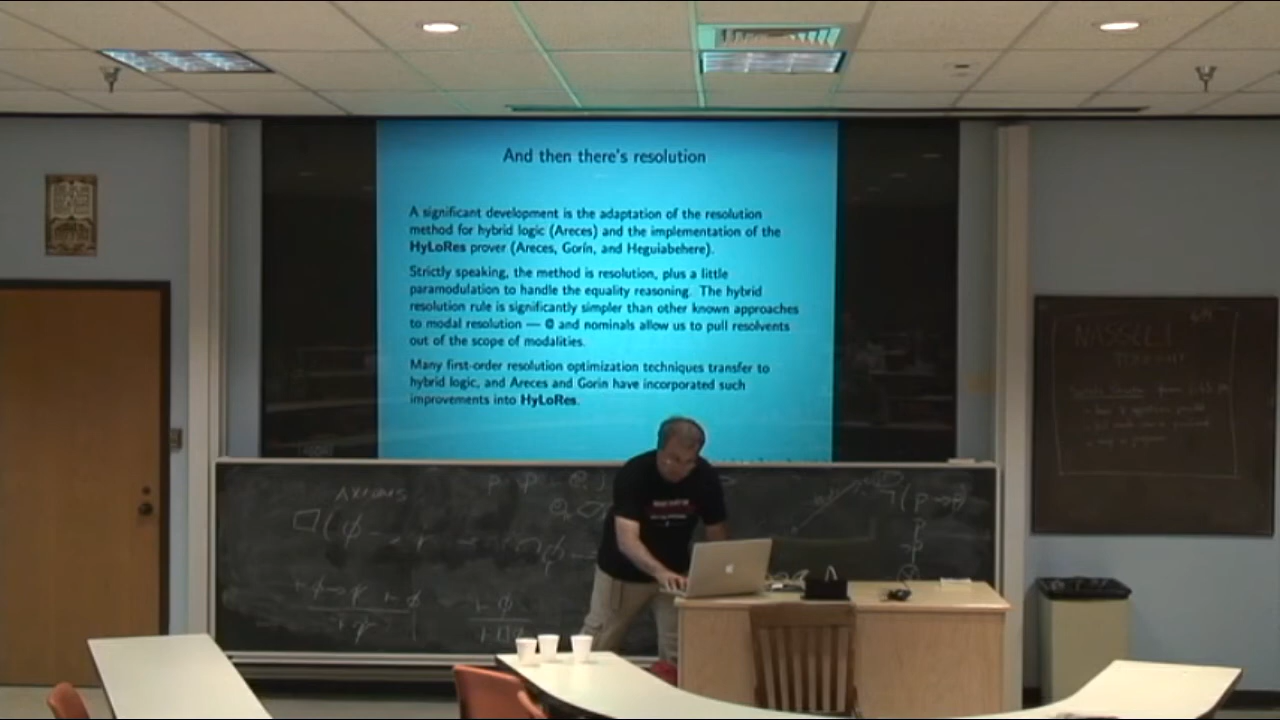 And then there's resolution
A significant development is the adaptation of the resolution
method for hybrid logic (Areces) and the implementation of the
HyLoRes prover (Areces, Gorín, and Heguiabehere).
Strictly speaking, the method is resolution, plus a little
paramodulation to handle the equality reasoning. The hybrid
resolution rule is significantly simpler than other known approaches
to modal resolution — @ and nominals allow us to pull resolvents
out of the scope of modalities.
Many first-order resolution optimization techniques transfer to
hybrid logic, and Areces and Gorin have incorporated such
improvements into HyLoRes.
AXIOMS
NASSLLI